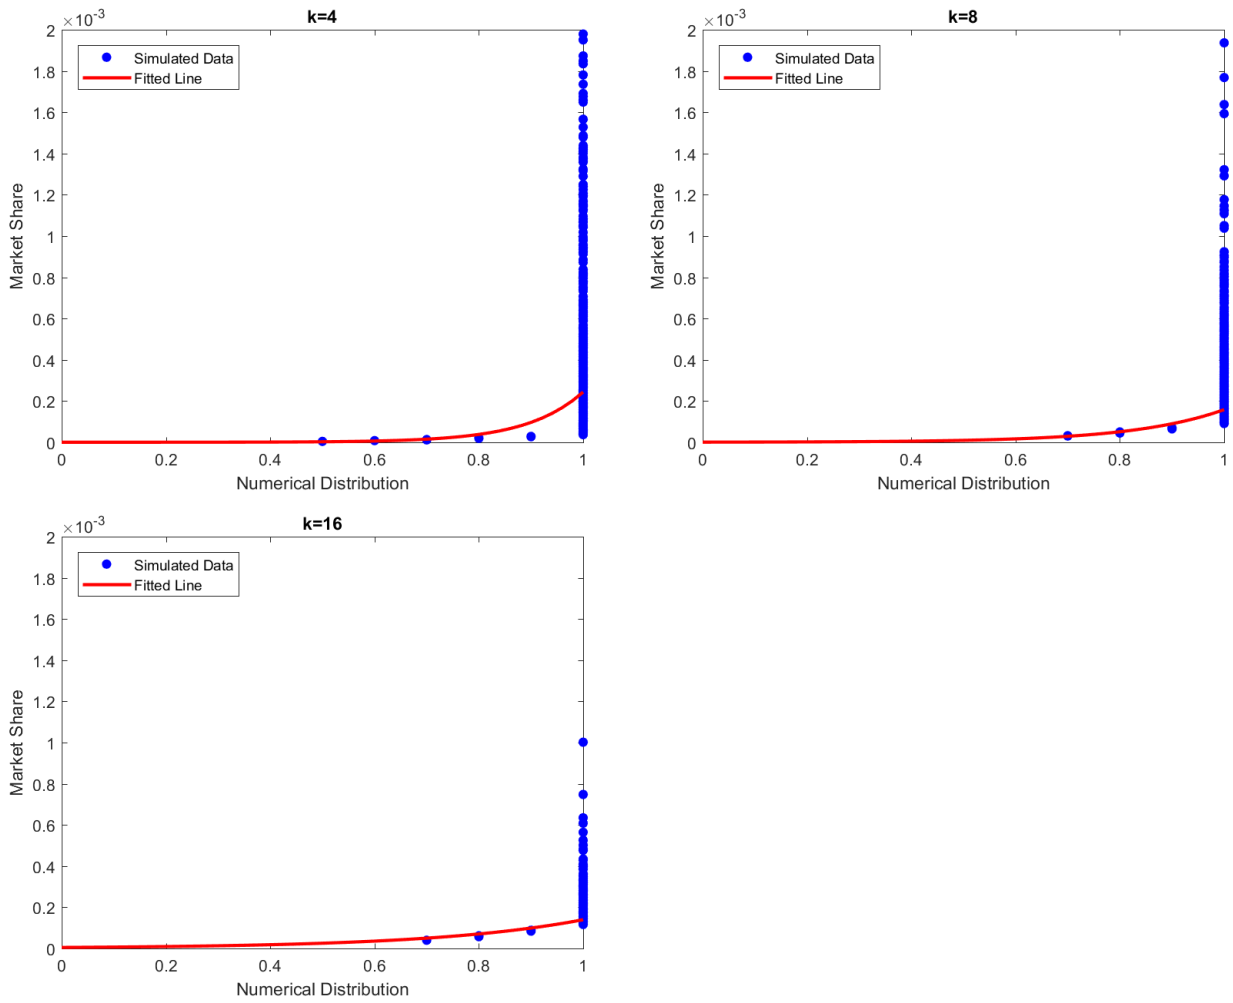 k=4
×10-3
2
1.8
1.6
1.4
1.2
1
0.8
0.6
0.4
0.2
0
Market Share
Simulated Data
Fitted Line
0 0.2 0.4 0.6 0.8 1
Numerical Distribution
k=8
×10-3
2
1.8
1.6
1.4
1.2
1
0.8
0.6
0.4
0.2
0
Market Share
Simulated Data
Fitted Line
0 0.2 0.4 0.6 0.8 1
Numerical Distribution
k=16
×10-3
2
1.8
1.6
1.4
1.2
1
0.8
0.6
0.4
0.2
0
Market Share
Simulated Data
Fitted Line
0 0.2 0.4 0.6 0.8 1
Numerical Distribution